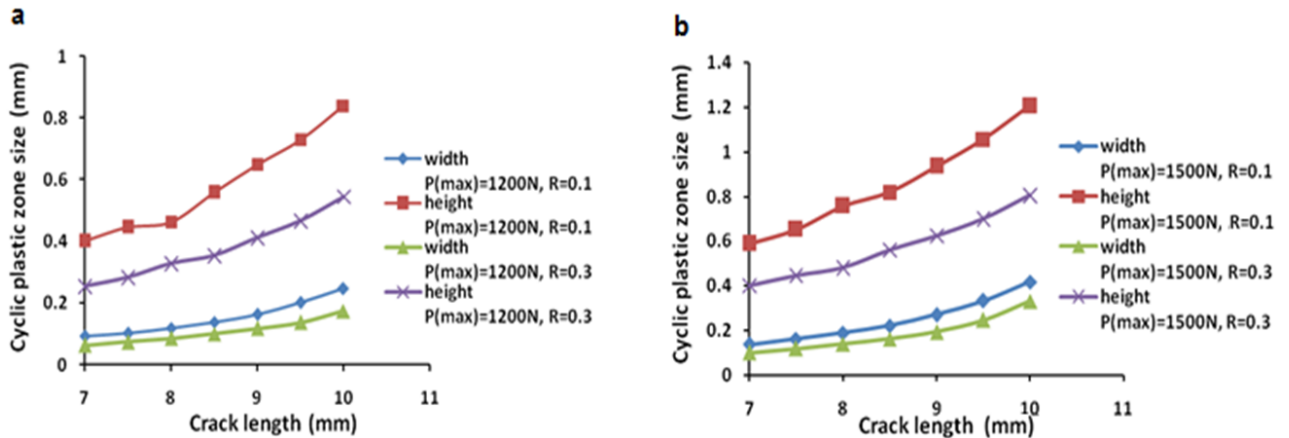 a
Cyclic plastic zone size (mm)
1
0.8
0.6
0.4
0.2
0
7
8
9
10
11
Crack length (mm)
width
P(max)=1200N, R=0.1
height
P(max)=1200N, R=0.1
width
P(max)=1200N, R=0.3
height
P(max)=1200N, R=0.3
b
Cyclic plastic zone size (mm)
1.4
1.2
1
0.8
0.6
0.4
0.2
0
7
8
9
10
11
Crack length (mm)
width
P(max)=1500N, R=0.1
height
P(max)=1500N, R=0.1
width
P(max)=1500N, R=0.3
height
P(max)=1500N, R=0.3